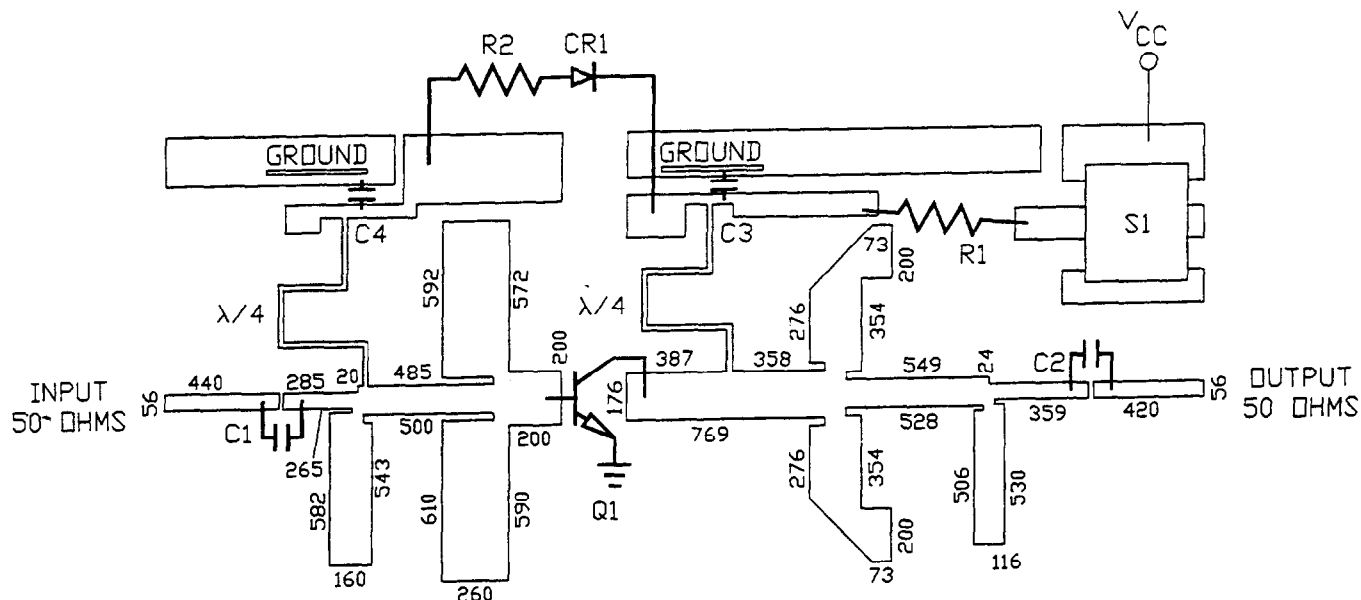 V
CC
R2
CR1
GROUND
GROUND
C4
C3
R1
S1
73
200
592
572
λ/4
λ/4
276
354
200
387
358
549
24
C2
INPUT
50 OHMS
56
440
285
20
485
176
359
420
56
OUTPUT
50 OHMS
C1
265
500
200
769
528
582
543
610
590
Q1
276
354
200
506
530
160
260
73
116